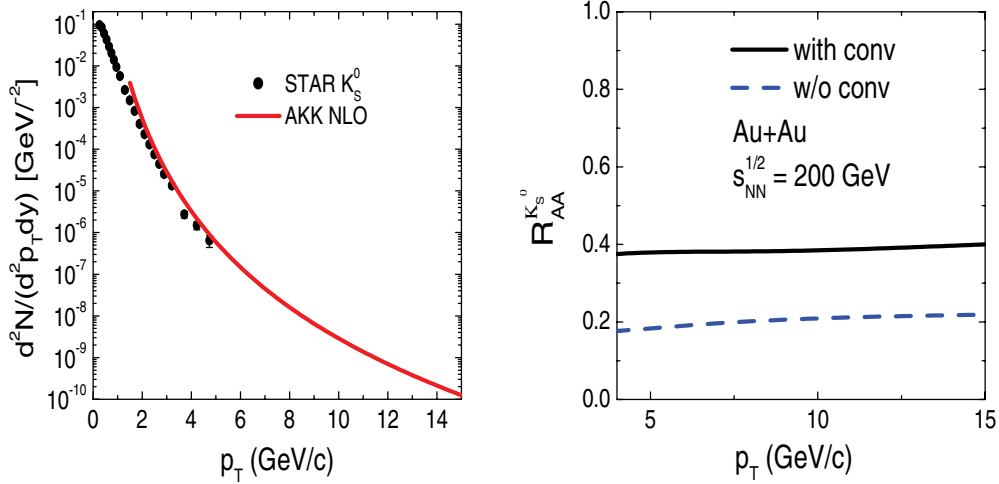 d²N/(d²p_T dy) [GeV/⁻²]
10⁻¹
10⁻²
10⁻³
10⁻⁴
10⁻⁵
10⁻⁶
10⁻⁷
10⁻⁸
10⁻⁹
10⁻¹⁰
STAR K_S^0
AKK NLO
0 2 4 6 8 10 12 14
p_T (GeV/c)
R_AA^{K_s^0}
1.0
0.8
0.6
0.4
0.2
0.0
with conv
w/o conv
Au+Au
s_NN^{1/2} = 200 GeV
5 10 15
p_T (GeV/c)